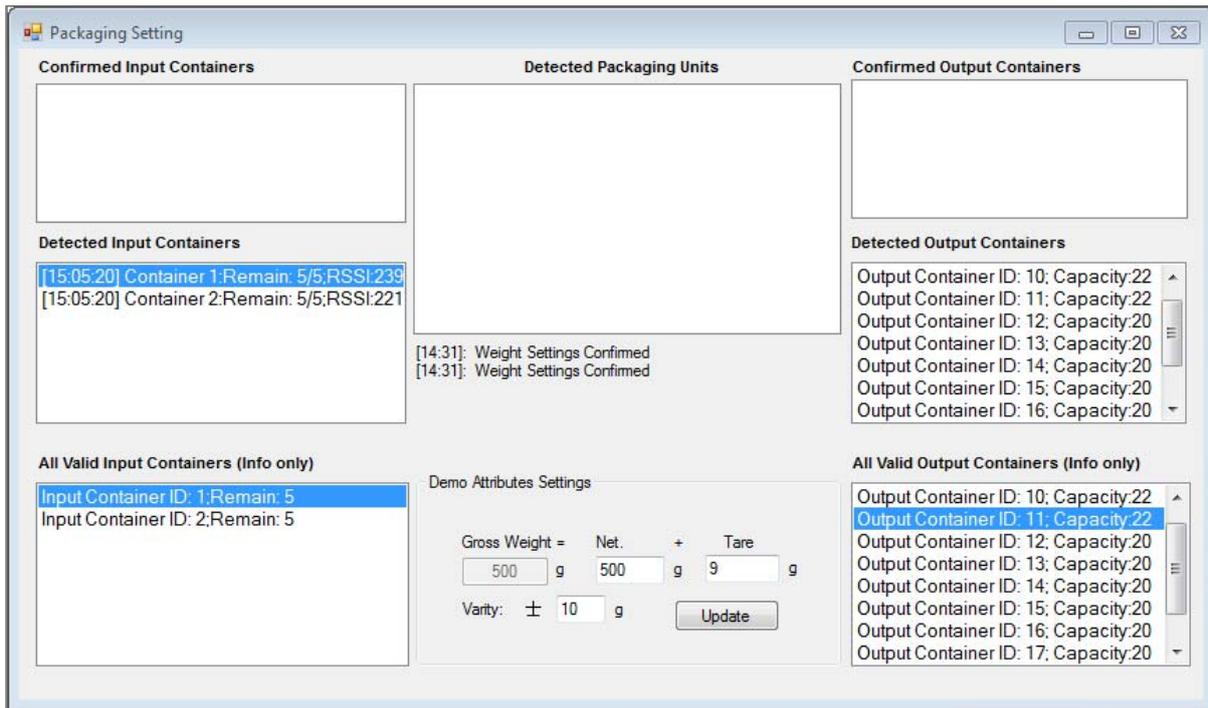 Packaging Setting
Confirmed Input Containers
Detected Packaging Units
Confirmed Output Containers
Detected Input Containers
[15:05:20] Container 1:Remain: 5/5;RSSI:239
[15:05:20] Container 2:Remain: 5/5;RSSI:221
[14:31]: Weight Settings Confirmed
[14:31]: Weight Settings Confirmed
Detected Output Containers
Output Container ID: 10; Capacity:22
Output Container ID: 11; Capacity:22
Output Container ID: 12; Capacity:20
Output Container ID: 13; Capacity:20
Output Container ID: 14; Capacity:20
Output Container ID: 15; Capacity:20
Output Container ID: 16; Capacity:20
All Valid Input Containers (Info only)
Input Container ID: 1;Remain: 5
Input Container ID: 2;Remain: 5
Demo Attributes Settings
Gross Weight = Net. + Tare
500 g 500 g 9 g
Varity: ± 10 g Update
All Valid Output Containers (Info only)
Output Container ID: 10; Capacity:22
Output Container ID: 11; Capacity:22
Output Container ID: 12; Capacity:20
Output Container ID: 13; Capacity:20
Output Container ID: 14; Capacity:20
Output Container ID: 15; Capacity:20
Output Container ID: 16; Capacity:20
Output Container ID: 17; Capacity:20